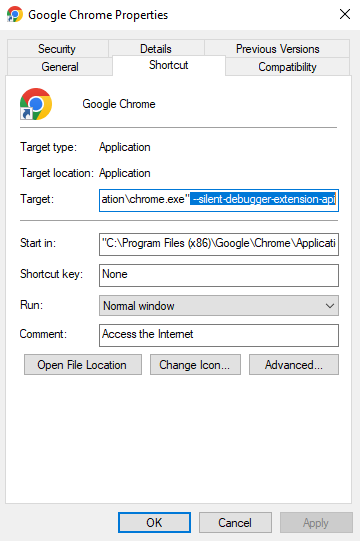 Google Chrome Properties
Security Details Previous Versions
General Shortcut Compatibility
Google Chrome
Target type: Application
Target location: Application
Target: ation\chrome.exe" --silent-debugger-extension-api
Start in: "C:\Program Files (x86)\Google\Chrome\Applicati
Shortcut key: None
Run: Normal window
Comment: Access the Internet
Open File Location Change Icon... Advanced...
OK Cancel Apply